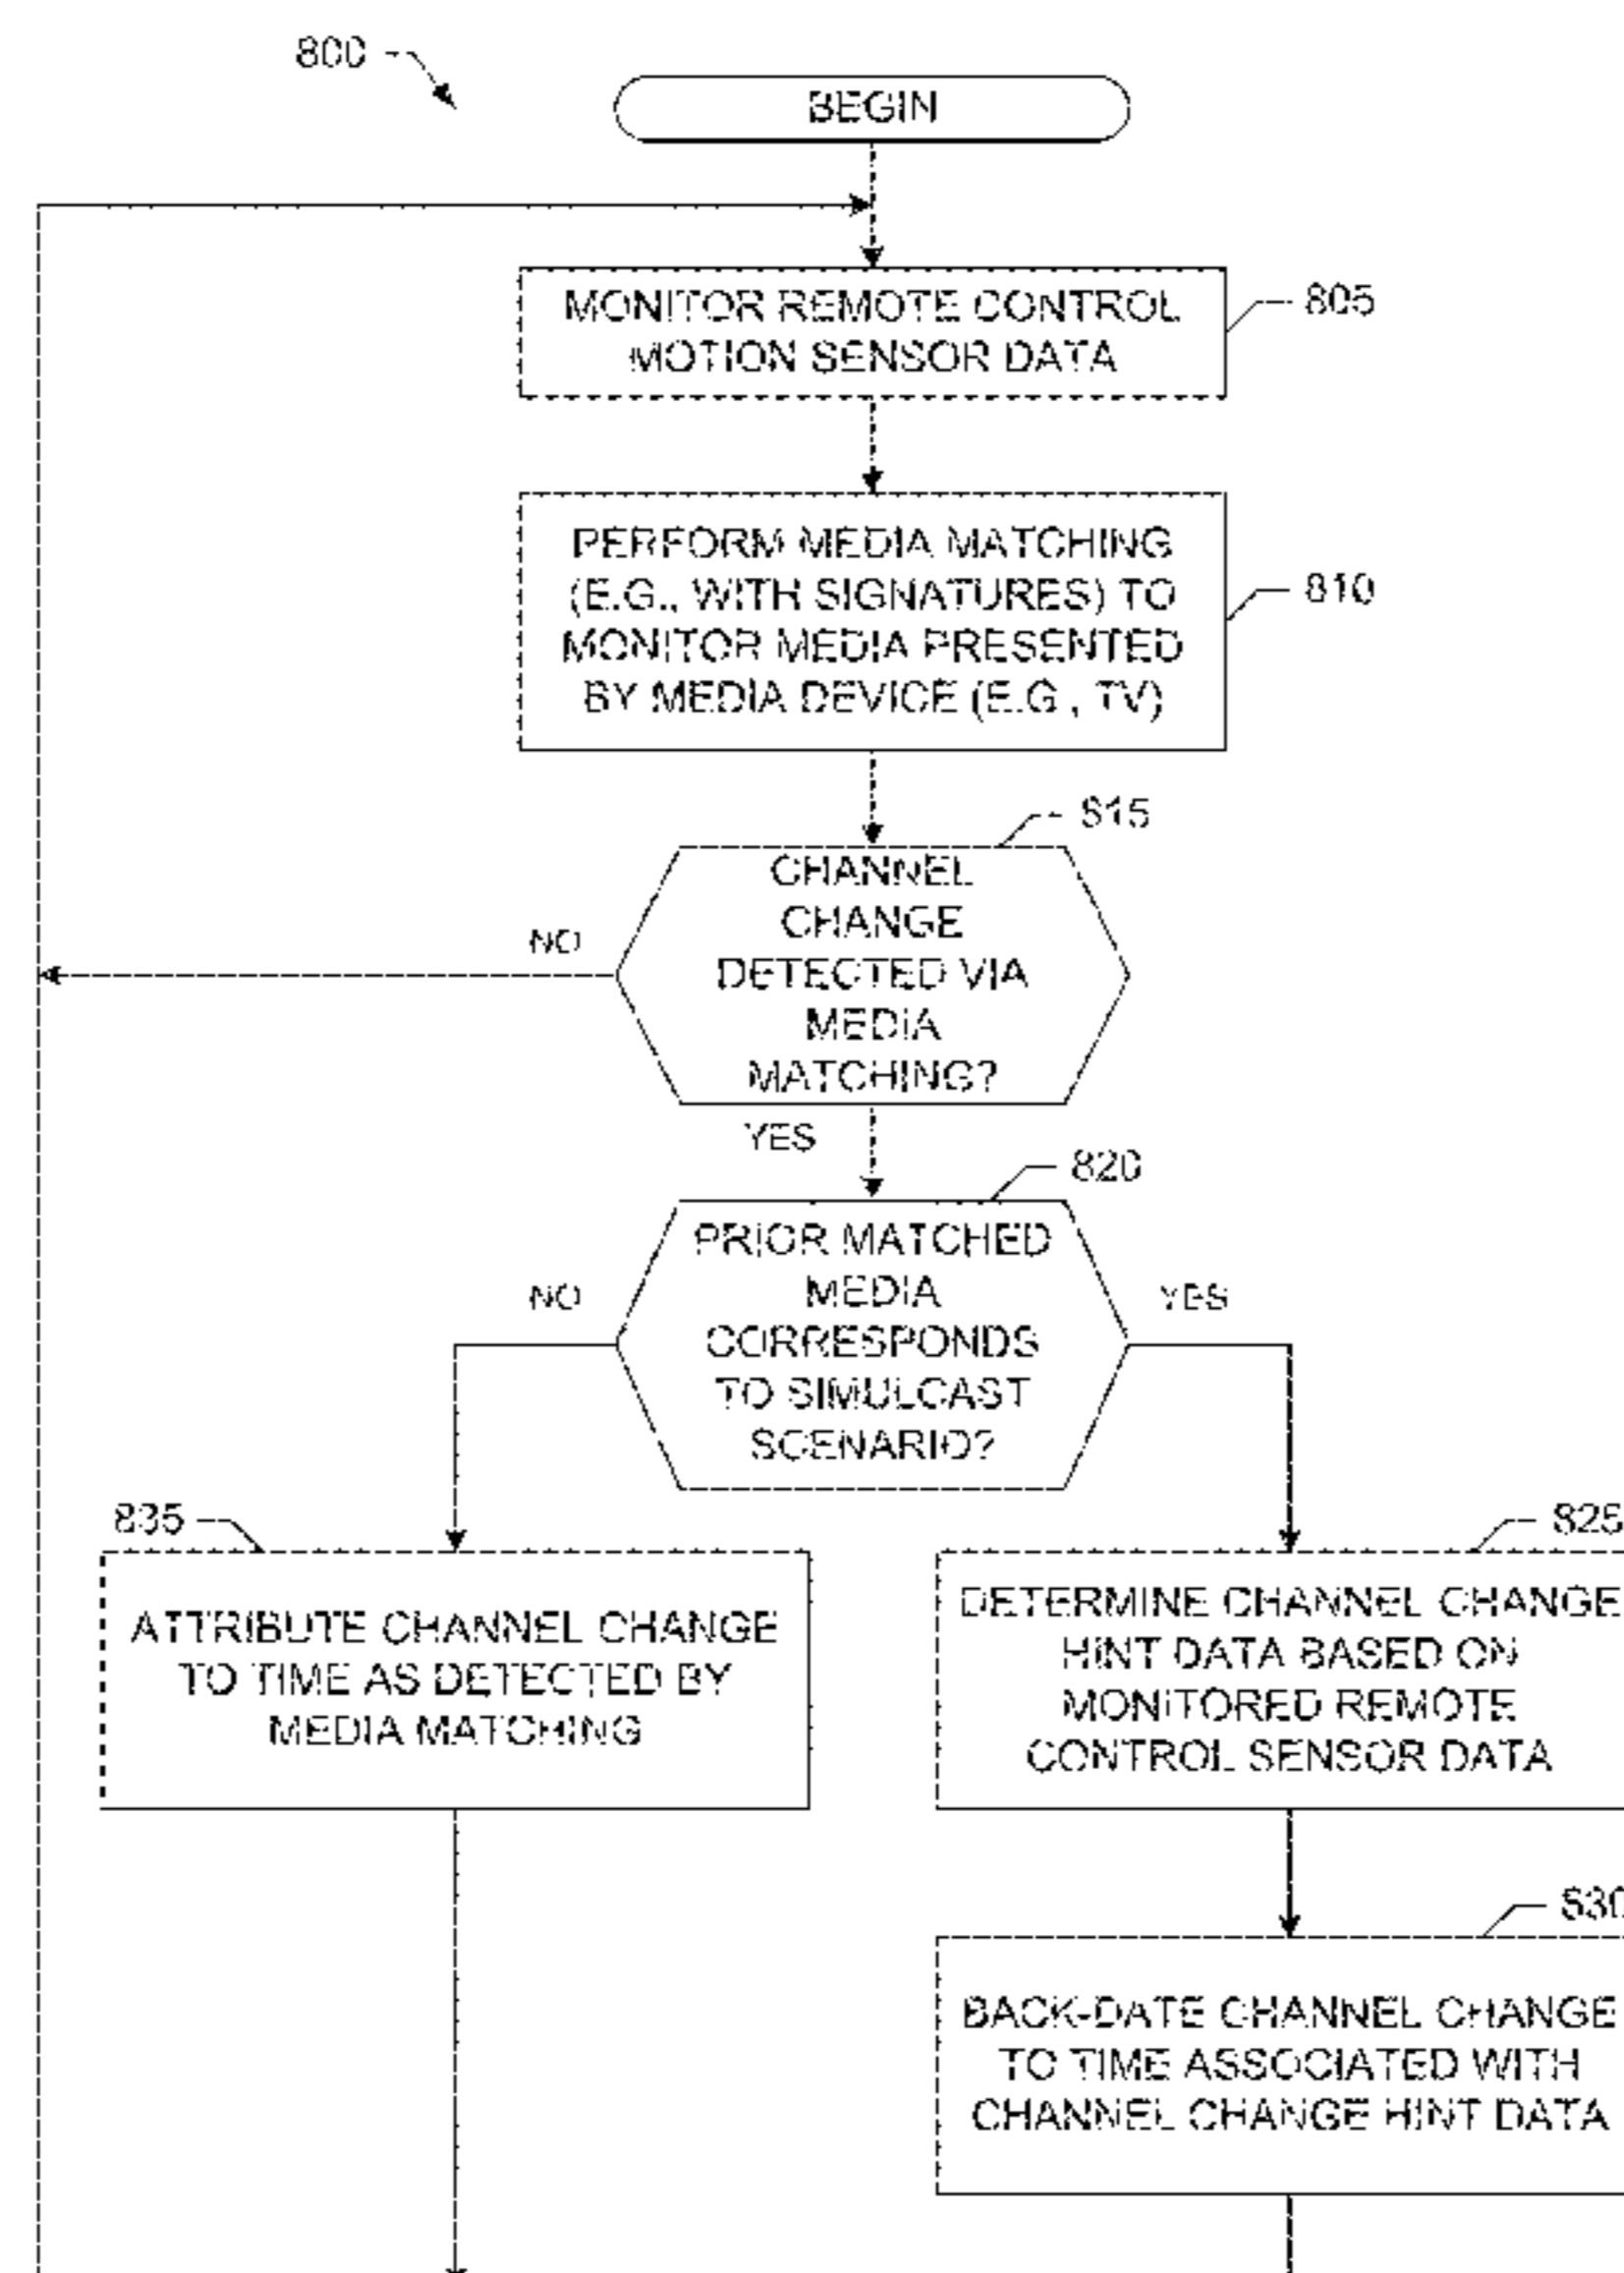 800
BEGIN
MONITOR REMOTE CONTROL
MOTION SENSOR DATA
805
PERFORM MEDIA MATCHING
(E.G., WITH SIGNATURES) TO
MONITOR MEDIA PRESENTED
BY MEDIA DEVICE (E.G., TV)
810
815
CHANNEL
CHANGE
DETECTED VIA
MEDIA
MATCHING?
NO
YES
820
PRIOR MATCHED
MEDIA
CORRESPONDS
TO SIMULCAST
SCENARIO?
NO
YES
835
ATTRIBUTE CHANNEL CHANGE
TO TIME AS DETECTED BY
MEDIA MATCHING
825
DETERMINE CHANNEL CHANGE
HINT DATA BASED ON
MONITORED REMOTE
CONTROL SENSOR DATA
830
BACK-DATE CHANNEL CHANGE
TO TIME ASSOCIATED WITH
CHANNEL CHANGE HINT DATA